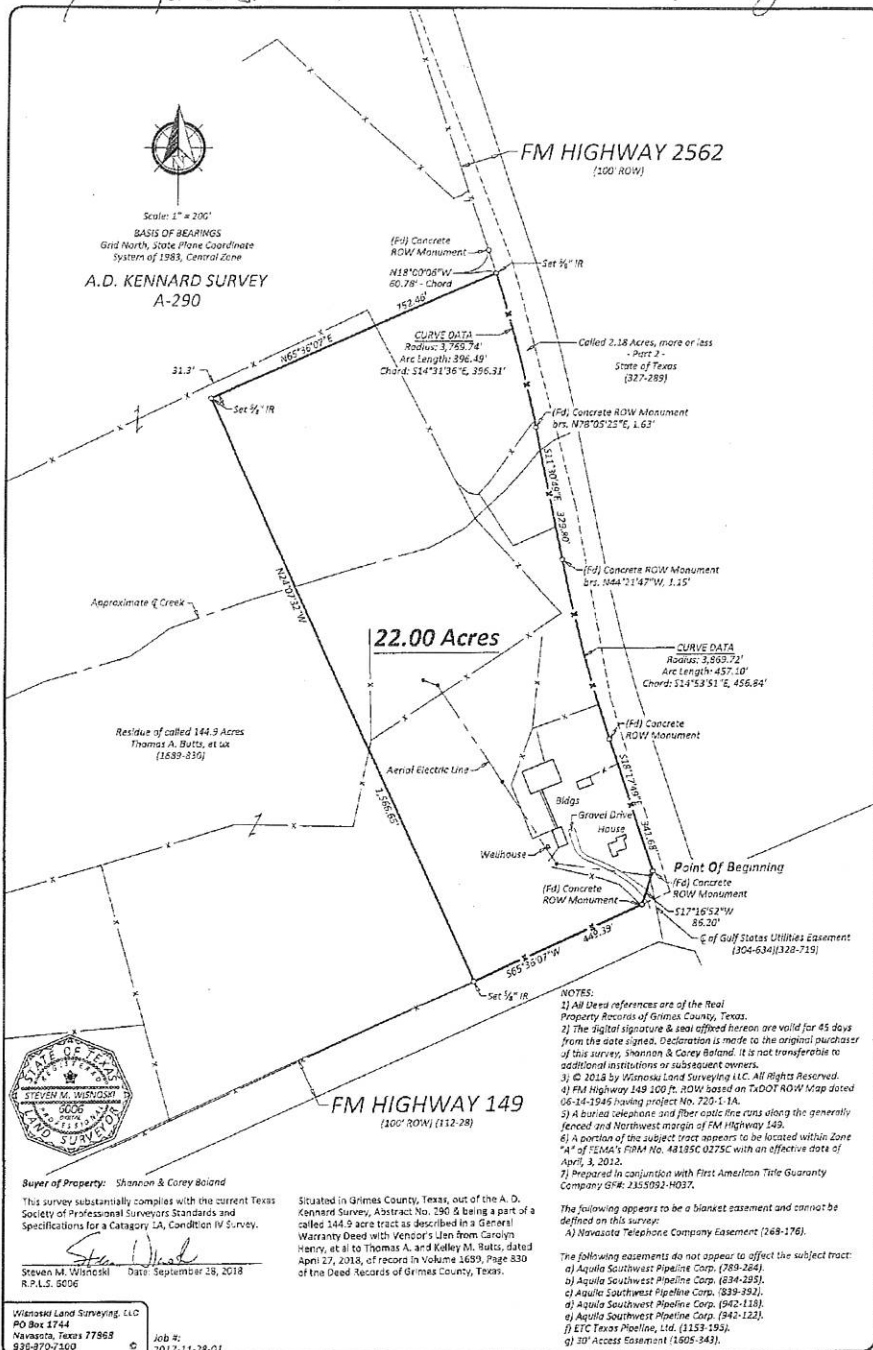 FM HIGHWAY 2562
(100' ROW)
Scale: 1" = 200'
BASIS OF BEARINGS
Grid North, State Plane Coordinate
System of 1983, Central Zone
A.D. KENNARD SURVEY
A-290
(Fd) Concrete
ROW Monument
N18°00'06"W
60.78' - Chord
Set ⅝" IR
752.46'
N65°36'07"E
31.3'
Set ⅝" IR
CURVE DATA
Radius: 3,769.74'
Arc Length: 396.49'
Chord: S14°31'36"E, 396.31'
Called 2.18 Acres, more or less
- Part 2 -
State of Texas
(327-289)
(Fd) Concrete ROW Monument
brs. N78°05'25"E, 1.63'
S11°30'49"E 329.80'
(Fd) Concrete ROW Monument
brs. N44°21'47"W, 1.15'
N24°07'32"W
1,566.65'
Approximate ℄ Creek
22.00 Acres
CURVE DATA
Radius: 3,869.72'
Arc Length: 457.10'
Chord: S14°53'51"E, 456.84'
Residue of called 144.9 Acres
Thomas A. Butts, et ux
(1689-830)
(Fd) Concrete
ROW Monument
Aerial Electric Line
S18°17'49"E 341.68'
Bldgs
Gravel Drive
House
Wellhouse
Point Of Beginning
(Fd) Concrete
ROW Monument
(Fd) Concrete
ROW Monument
S17°16'52"W
86.20'
℄ of Gulf States Utilities Easement
(304-634)(328-719)
S65°36'07"W 449.39'
Set ⅝" IR
FM HIGHWAY 149
(100' ROW) (112-28)
NOTES:
1) All Deed references are of the Real
Property Records of Grimes County, Texas.
2) The digital signature & seal affixed hereon are valid for 45 days
from the date signed. Declaration is made to the original purchaser
of this survey, Shannon & Corey Boland. It is not transferable to
additional institutions or subsequent owners.
3) © 2018 by Wisnoski Land Surveying LLC. All Rights Reserved.
4) FM Highway 149 100 ft. ROW based on TxDOT ROW Map dated
06-14-1946 having project No. 720-1-1A.
5) A buried telephone and fiber optic line runs along the generally
fenced and Northwest margin of FM Highway 149.
6) A portion of the subject tract appears to be located within Zone
"A" of FEMA's FIRM No. 48185C 0275C with an effective date of
April, 3, 2012.
7) Prepared in conjuntion with First American Title Guaranty
Company GF#: 2355092-HO37.
The following appears to be a blanket easement and cannot be
defined on this survey:
A) Navasota Telephone Company Easement (268-176).
The following easements do not appear to affect the subject tract:
a) Aquila Southwest Pipeline Corp. (789-284).
b) Aquila Southwest Pipeline Corp. (834-295).
c) Aquila Southwest Pipeline Corp. (839-392).
d) Aquila Southwest Pipeline Corp. (942-118).
e) Aquila Southwest Pipeline Corp. (942-122).
f) ETC Texas Pipeline, Ltd. (1153-195).
g) 30' Access Easement (1605-343).
STATE OF TEXAS
REGISTERED
STEVEN M. WISNOSKI
6006
PROFESSIONAL
LAND SURVEYOR
Buyer of Property: Shannon & Corey Boland
This survey substantially complies with the current Texas
Society of Professional Surveyors Standards and
Specifications for a Catagory 1A, Condition IV Survey.
Steven M. Wisnoski Date: September 28, 2018
R.P.L.S. 6006
Situated in Grimes County, Texas, out of the A. D.
Kennard Survey, Abstract No. 290 & being a part of a
called 144.9 acre tract as described in a General
Warranty Deed with Vendor's Lien from Carolyn
Henry, et al to Thomas A. and Kelley M. Butts, dated
April 27, 2018, of record in Volume 1689, Page 830
of the Deed Records of Grimes County, Texas.
Wisnoski Land Surveying, LLC
PO Box 1744
Navasota, Texas 77868
936-870-7100
©
Job #:
2017-11-28-01